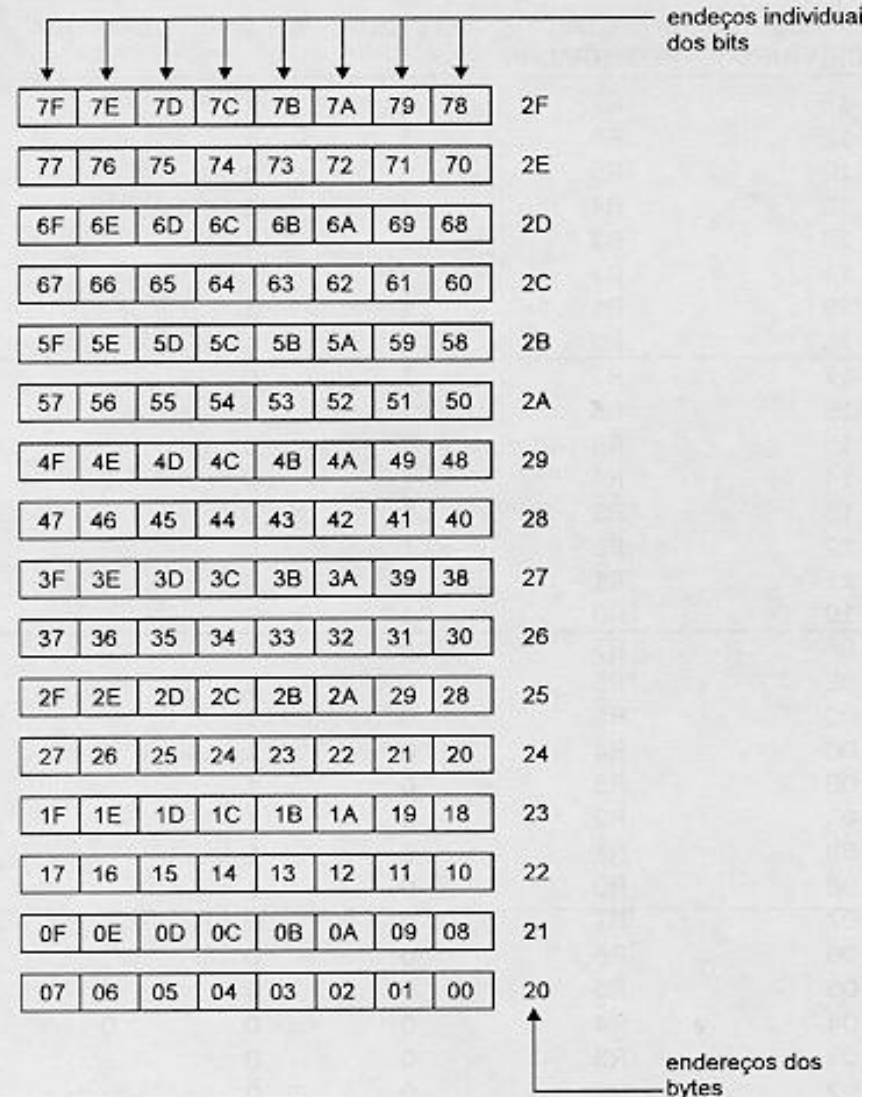 endeços individuai
dos bits
7F 7E 7D 7C 7B 7A 79 78 2F
77 76 75 74 73 72 71 70 2E
6F 6E 6D 6C 6B 6A 69 68 2D
67 66 65 64 63 62 61 60 2C
5F 5E 5D 5C 5B 5A 59 58 2B
57 56 55 54 53 52 51 50 2A
4F 4E 4D 4C 4B 4A 49 48 29
47 46 45 44 43 42 41 40 28
3F 3E 3D 3C 3B 3A 39 38 27
37 36 35 34 33 32 31 30 26
2F 2E 2D 2C 2B 2A 29 28 25
27 26 25 24 23 22 21 20 24
1F 1E 1D 1C 1B 1A 19 18 23
17 16 15 14 13 12 11 10 22
0F 0E 0D 0C 0B 0A 09 08 21
07 06 05 04 03 02 01 00 20
endereços dos
bytes